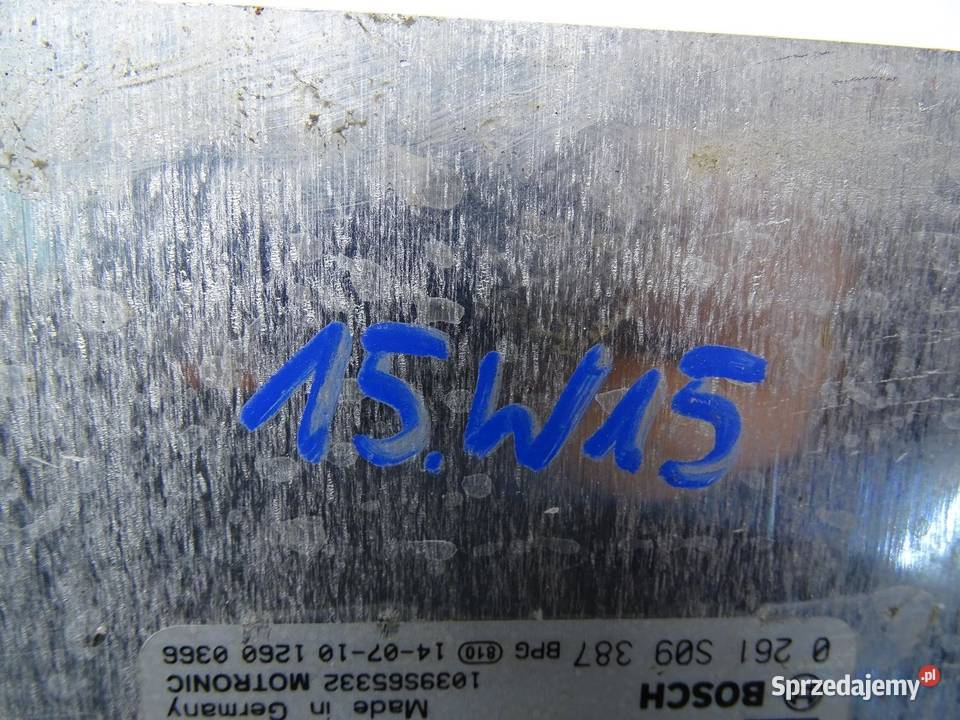 15.W15
BOSCH
Made in Germany
1039S65332 MOTRONIC
0 261 S09 387 BPG 810 14-07-10 1260 0366
Sprzedajemy.pl